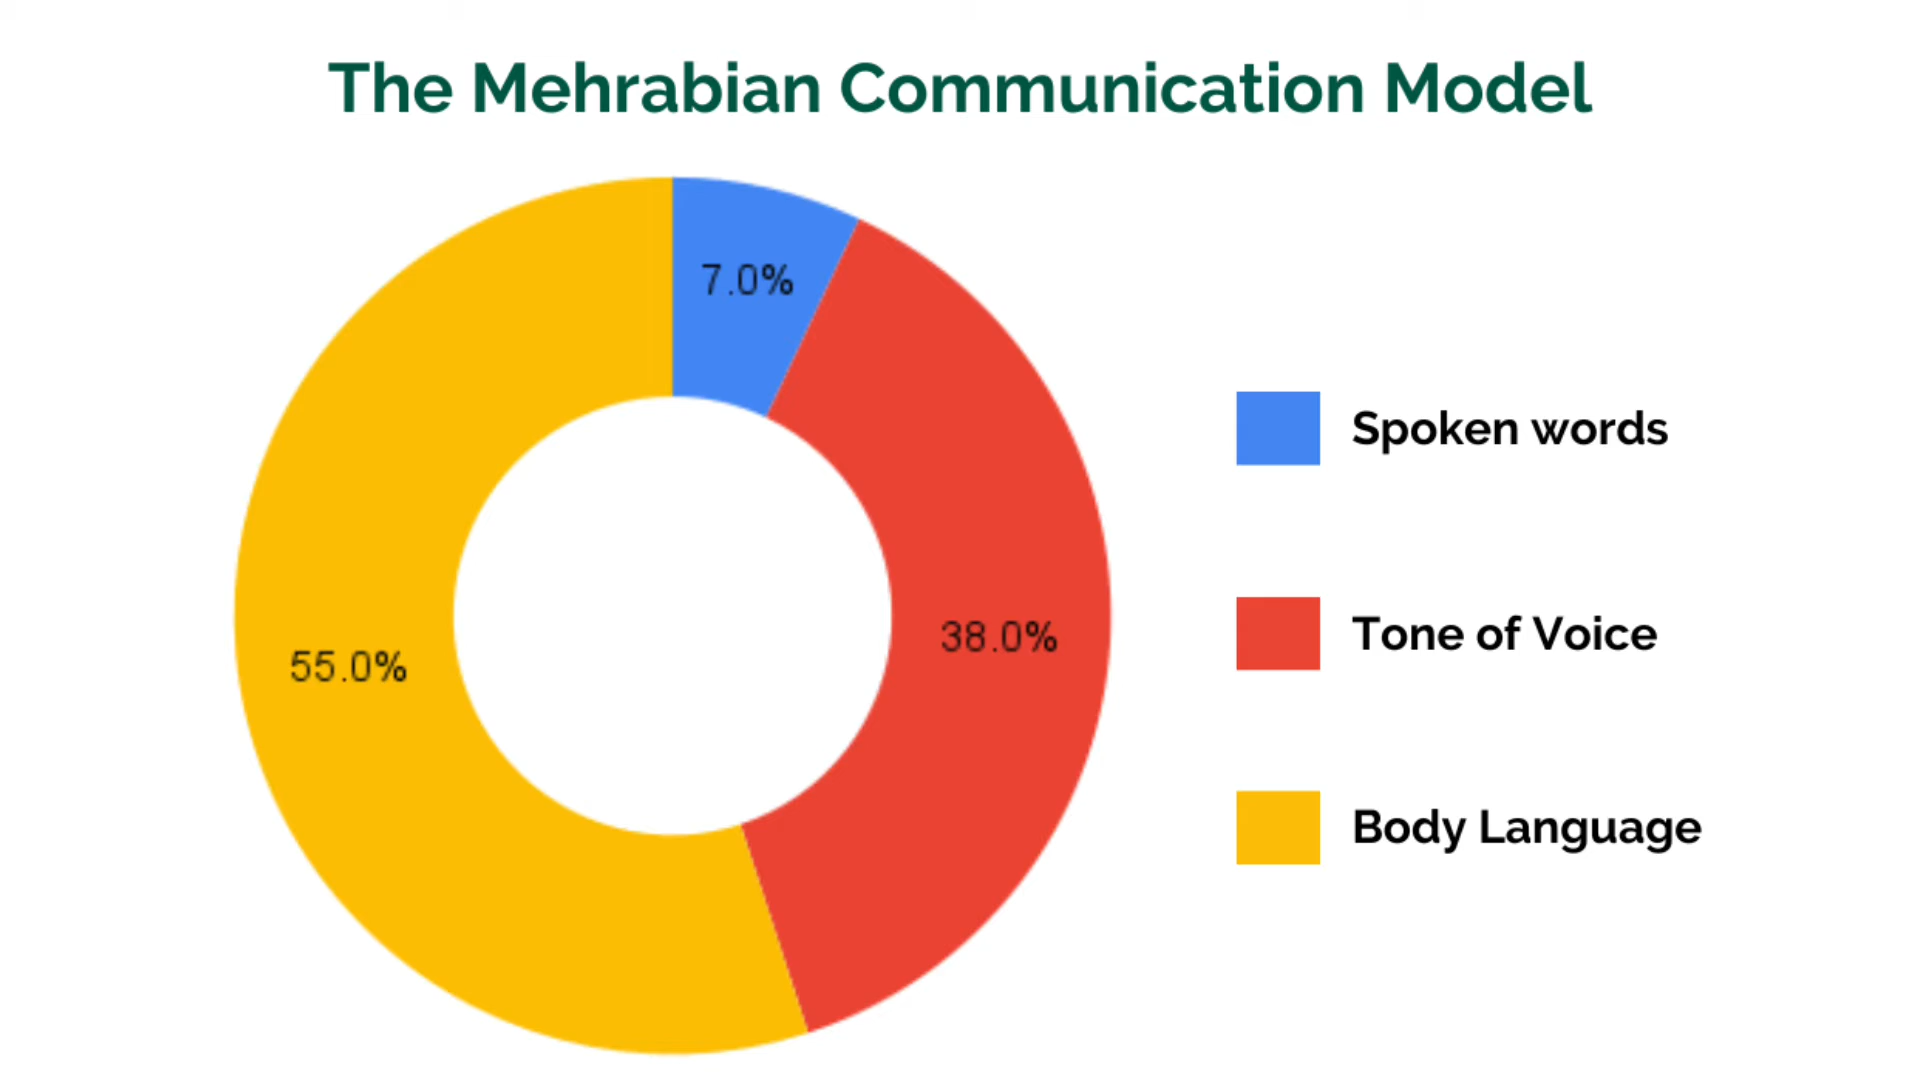 The Mehrabian Communication Model
7.0%
38.0%
55.0%
Spoken words
Tone of Voice
Body Language